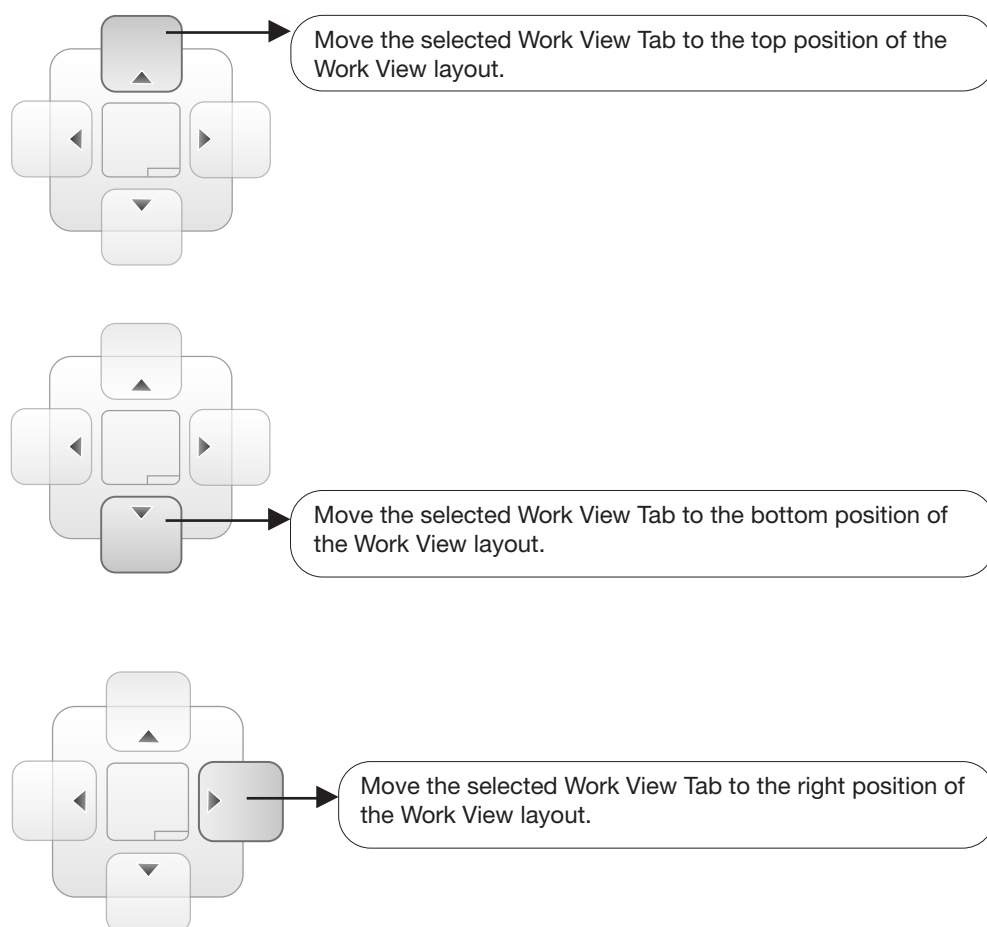 Move the selected Work View Tab to the top position of the
Work View layout.
Move the selected Work View Tab to the bottom position of
the Work View layout.
Move the selected Work View Tab to the right position of
the Work View layout.